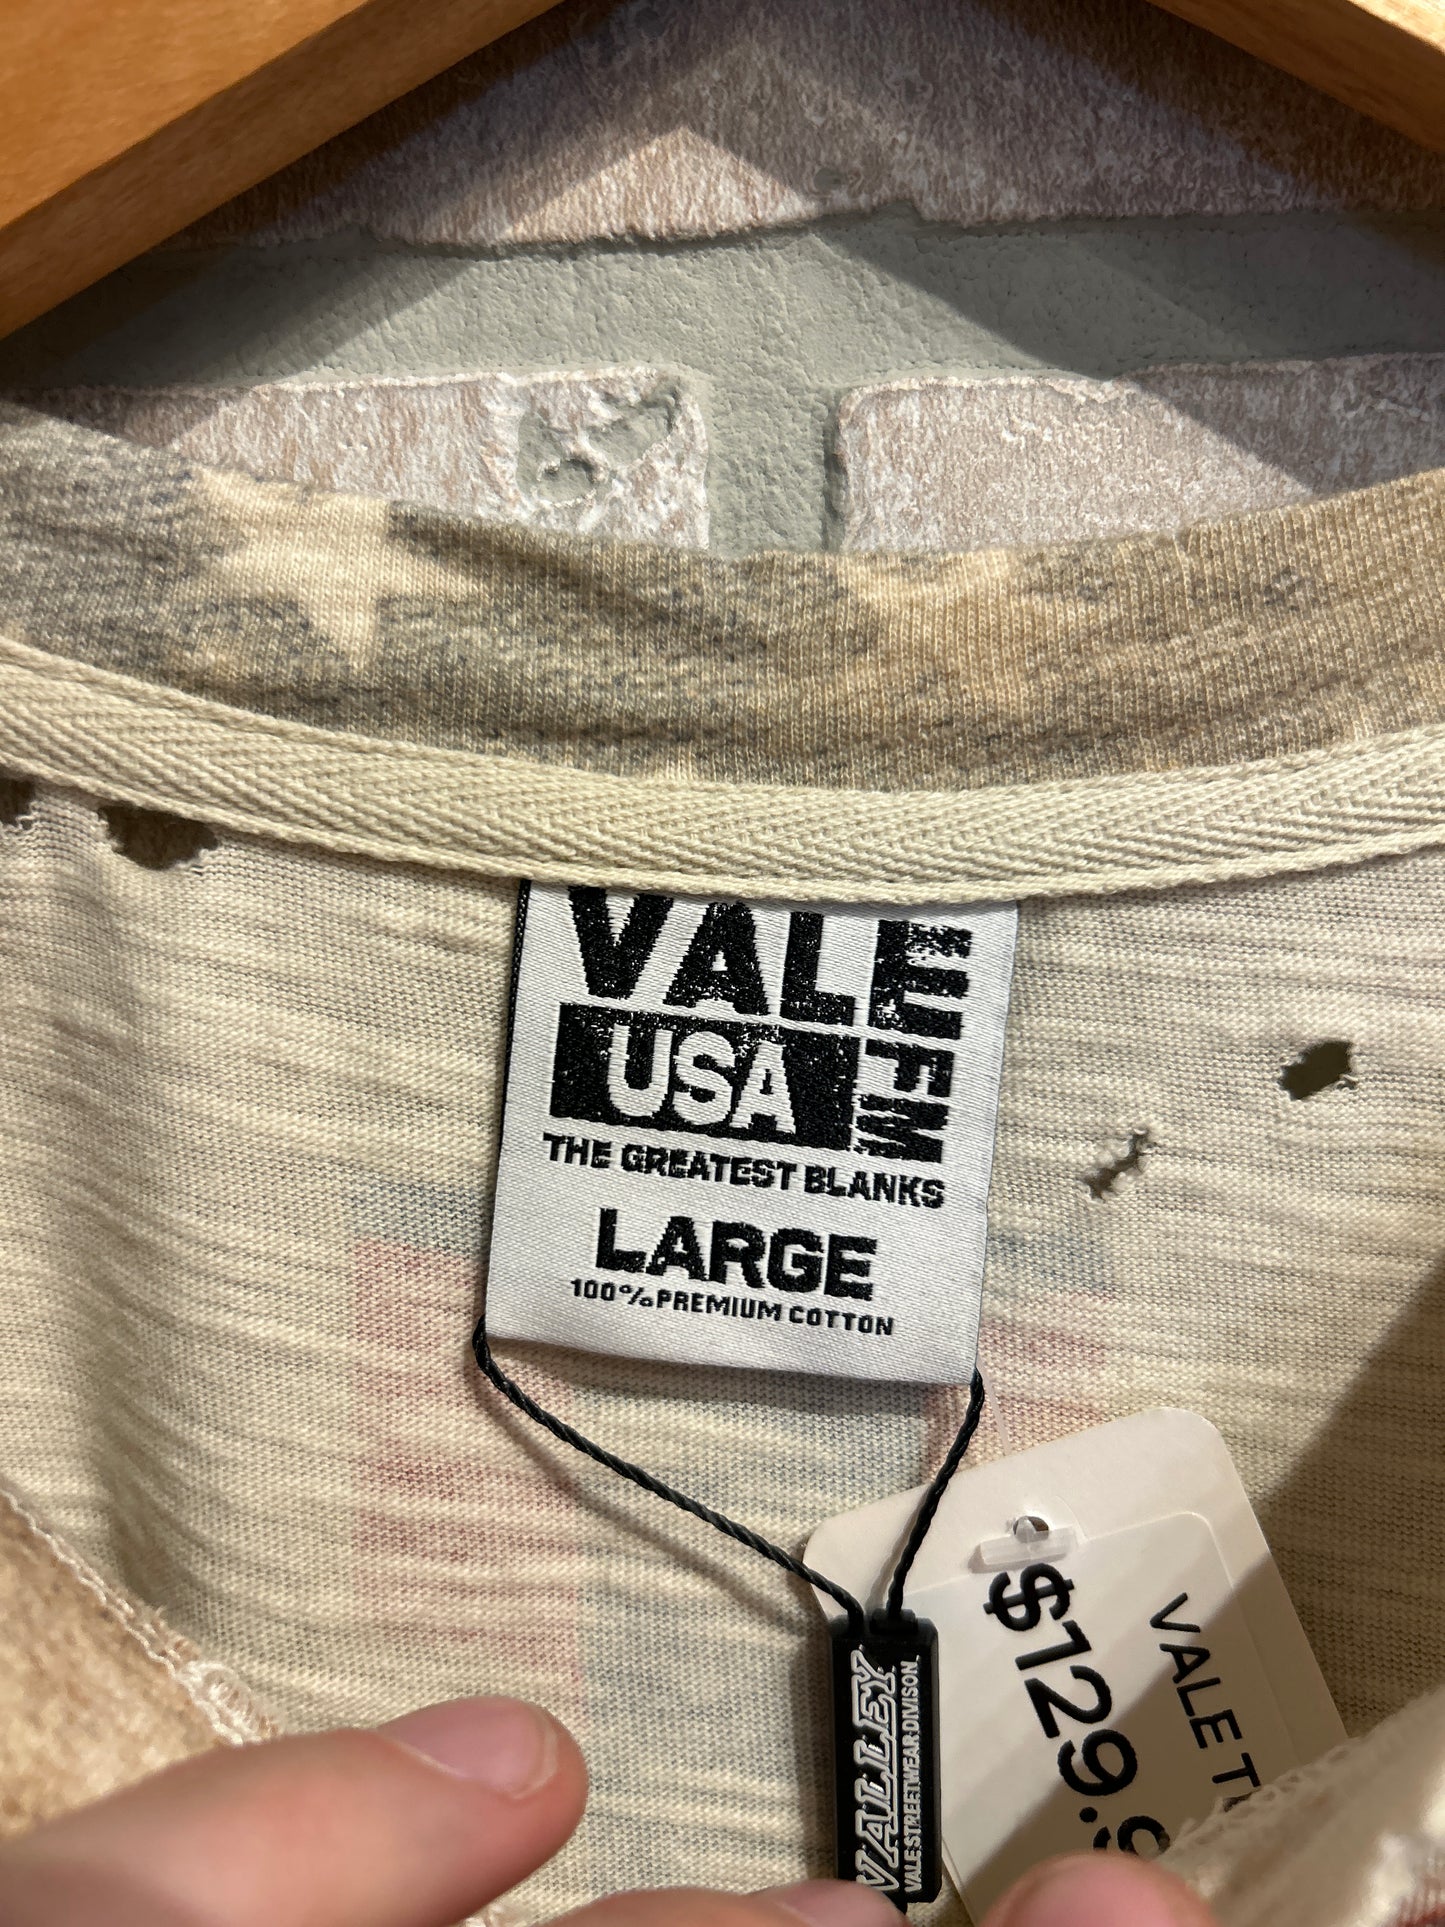 VALE
FM
USA
THE GREATEST BLANKS
LARGE
100% PREMIUM COTTON
VALLEY
VALE STREETWEAR DIVISON.
$129.9
VALE